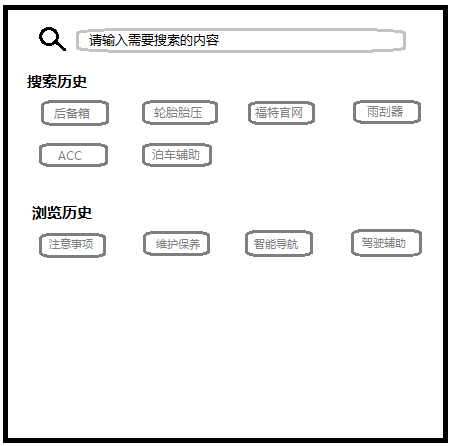 请输入需要搜索的内容
搜索历史
后备箱 轮胎胎压 福特官网 雨刮器
ACC 泊车辅助
浏览历史
注意事项 维护保养 智能导航 驾驶辅助